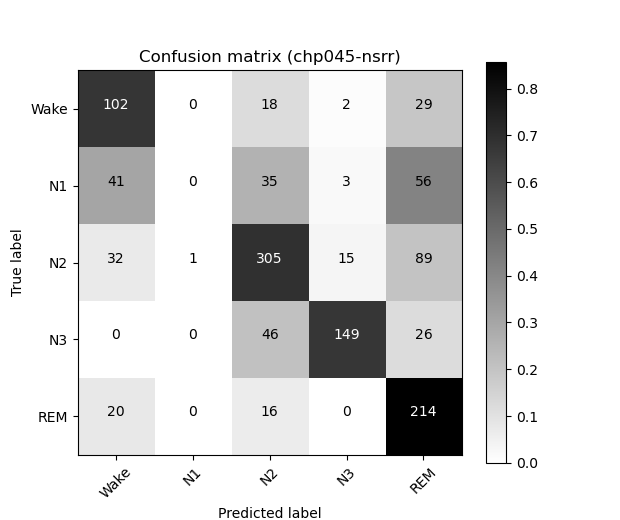 Confusion matrix (chp045-nsrr)
True label
Wake 102 0 18 2 29
N1 41 0 35 3 56
N2 32 1 305 15 89
N3 0 0 46 149 26
REM 20 0 16 0 214
Wake N1 N2 N3 REM
Predicted label
0.8
0.7
0.6
0.5
0.4
0.3
0.2
0.1
0.0